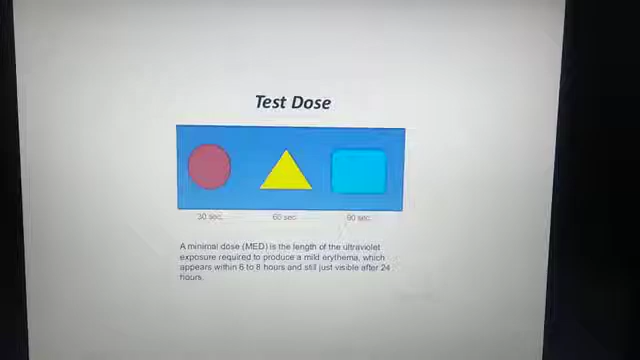 Test Dose
30 sec. 60 sec. 90 sec.
A minimal dose (MED) is the length of the ultraviolet
exposure required to produce a mild erythema, which
appears within 6 to 8 hours and still just visible after 24
hours.